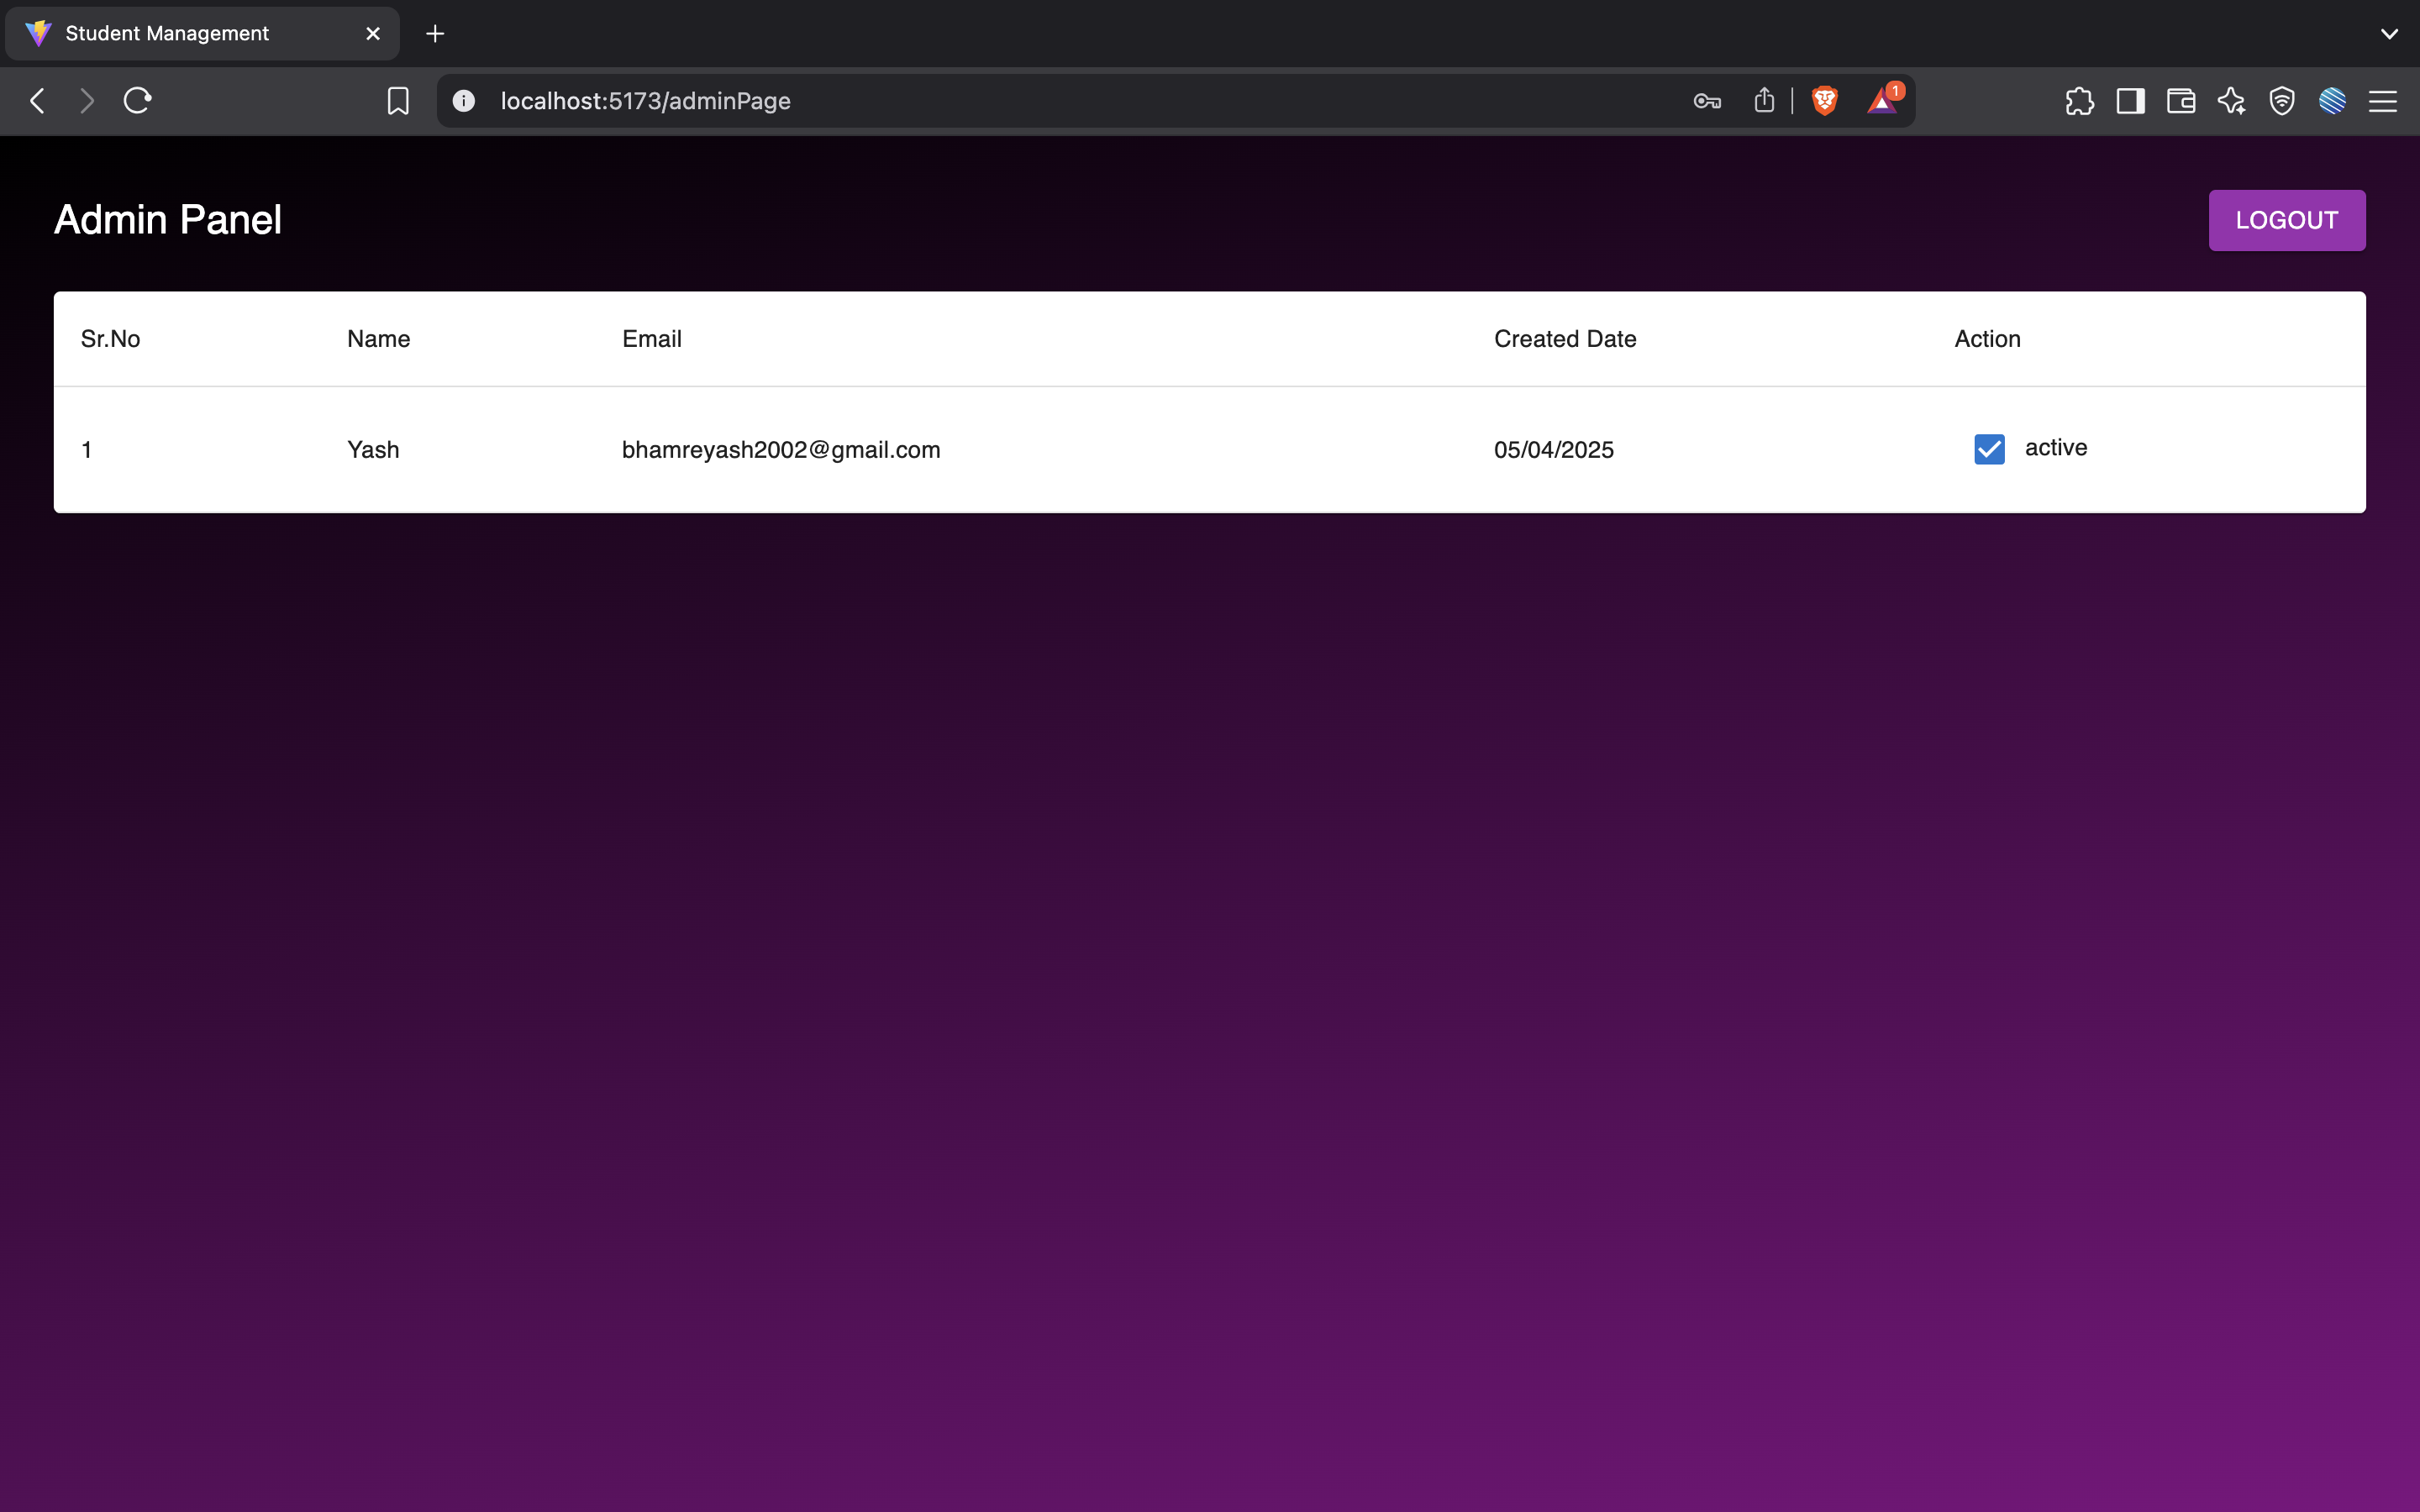 Student Management
localhost:5173/adminPage
1
Admin Panel
LOGOUT
Sr.No Name Email Created Date Action
1 Yash bhamreyash2002@gmail.com 05/04/2025 active